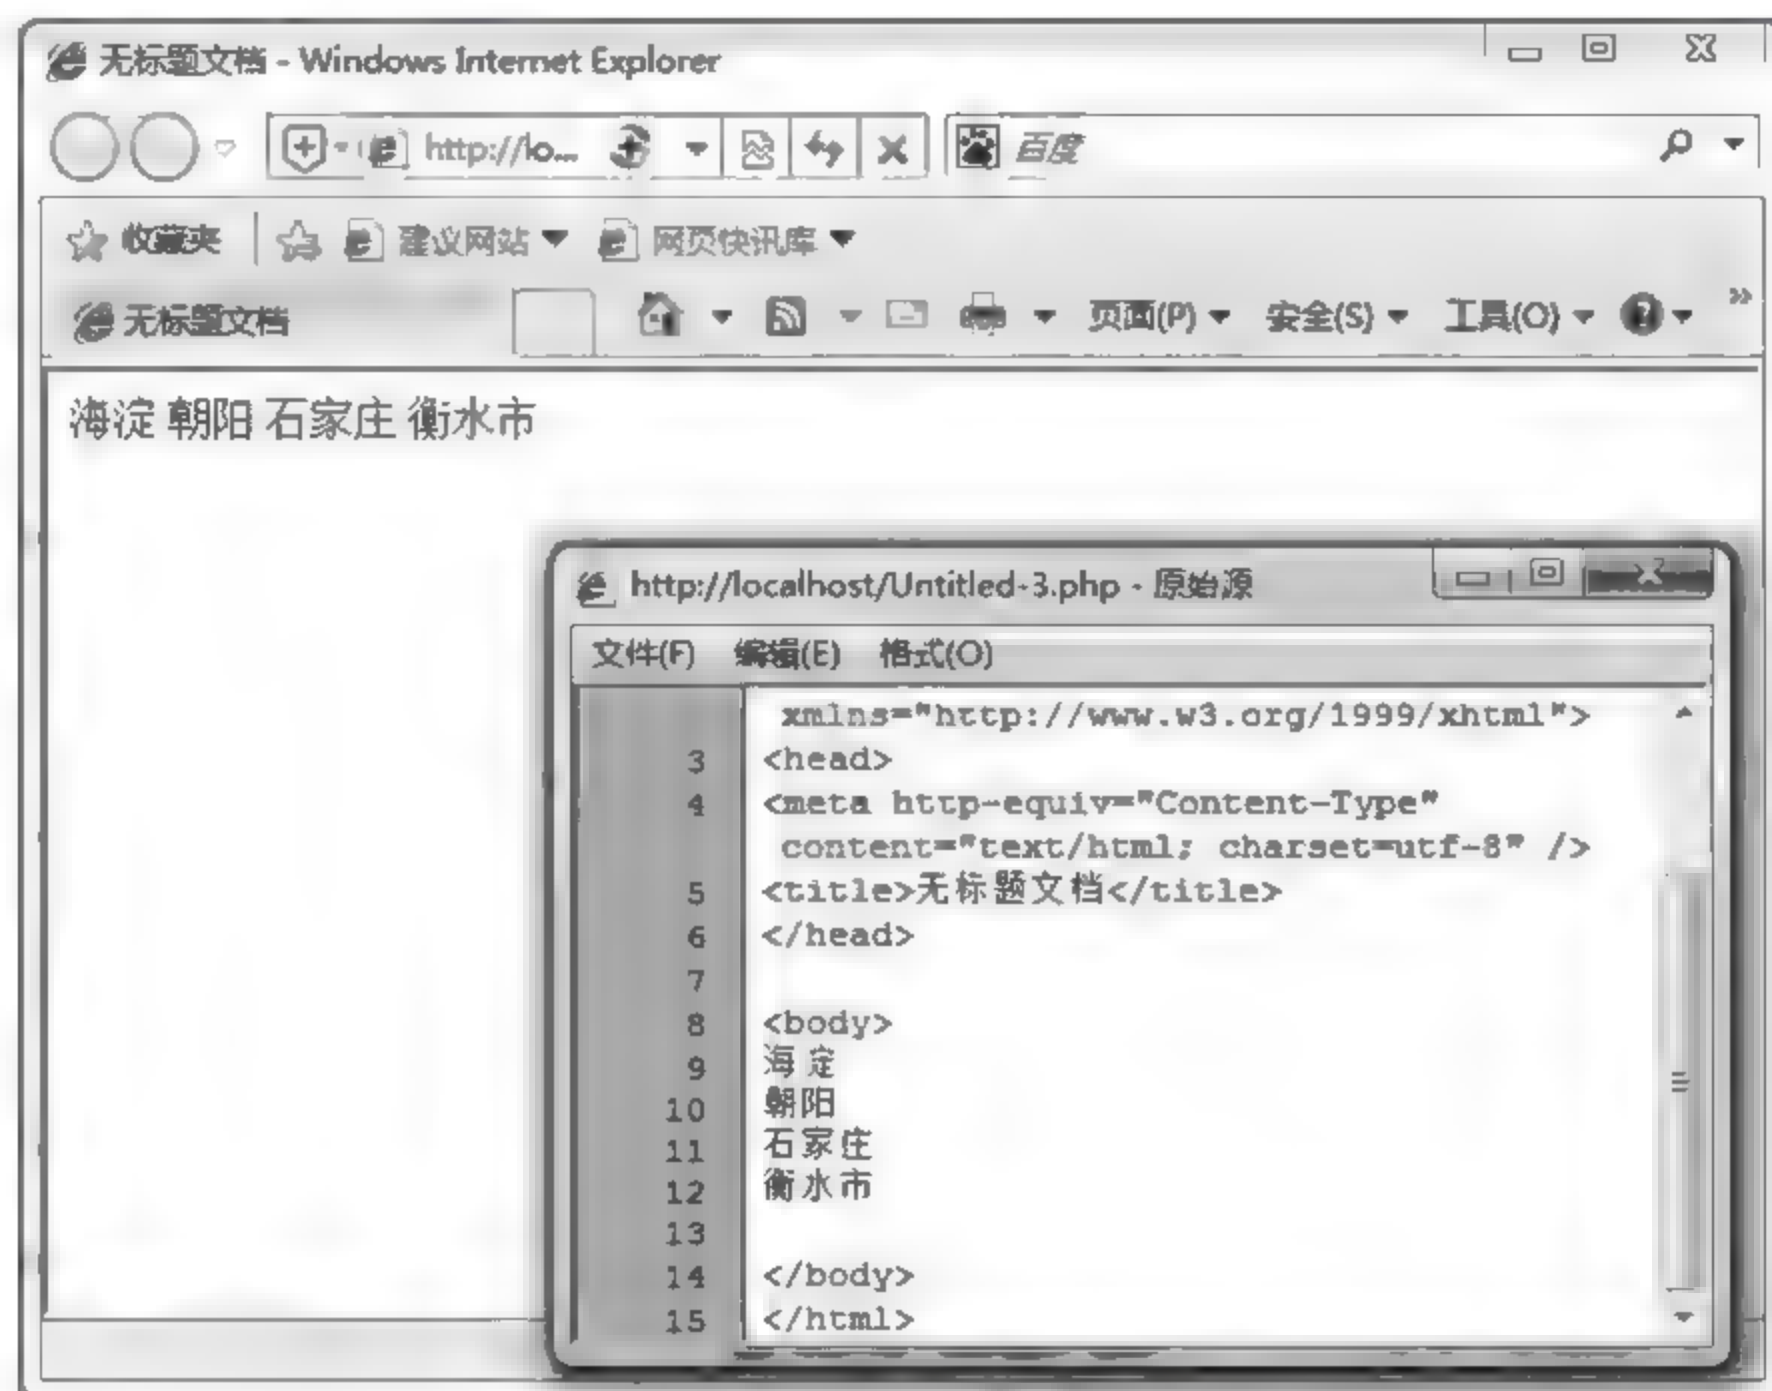 无标题文档 - Windows Internet Explorer
http://lo... 百度
收藏夹 建议网站 网页快讯库
无标题文档 页面(P) 安全(S) 工具(O)
海淀 朝阳 石家庄 衡水市
http://localhost/Untitled-3.php - 原始源
文件(F) 编辑(E) 格式(O)
xmlns="http://www.w3.org/1999/xhtml">
3 <head>
4 <meta http-equiv="Content-Type"
content="text/html; charset=utf-8" />
5 <title>无标题文档</title>
6 </head>
7
8 <body>
9 海淀
10 朝阳
11 石家庄
12 衡水市
13
14 </body>
15 </html>